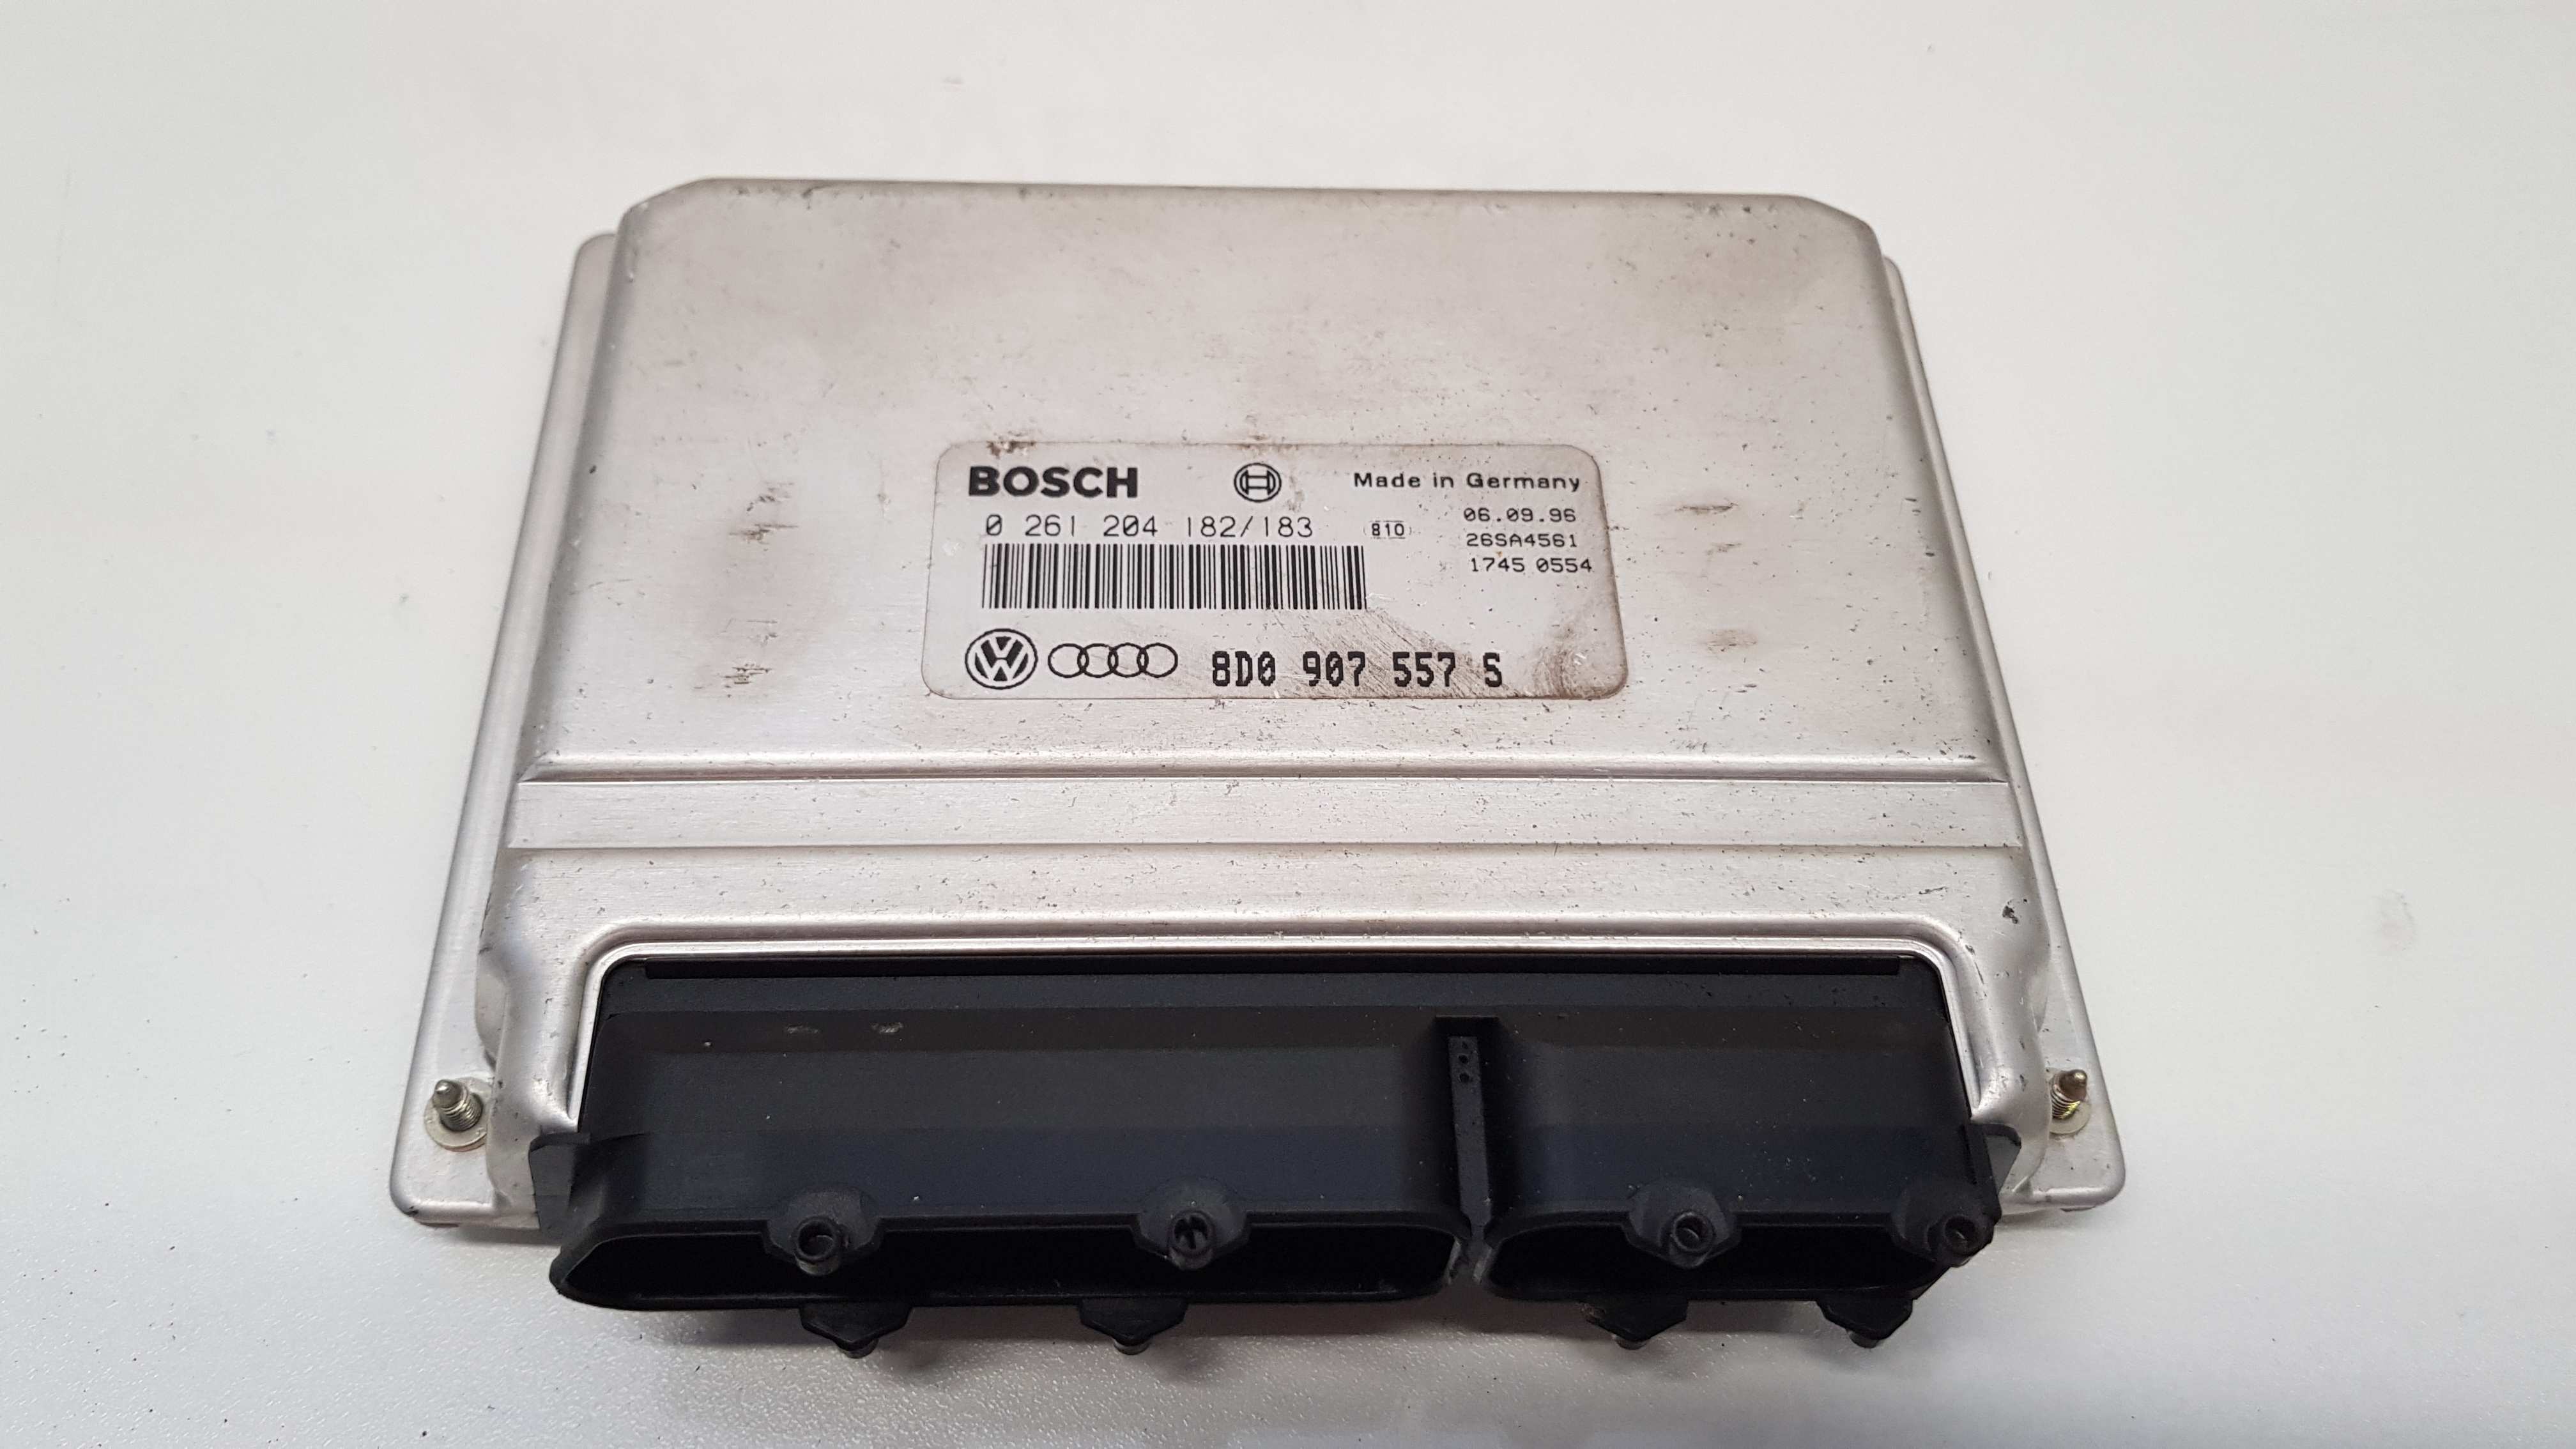 BOSCH
Made in Germany
0 261 204 182/183
810
06.09.96
26SA4561
1745 0554
8D0 907 557 S